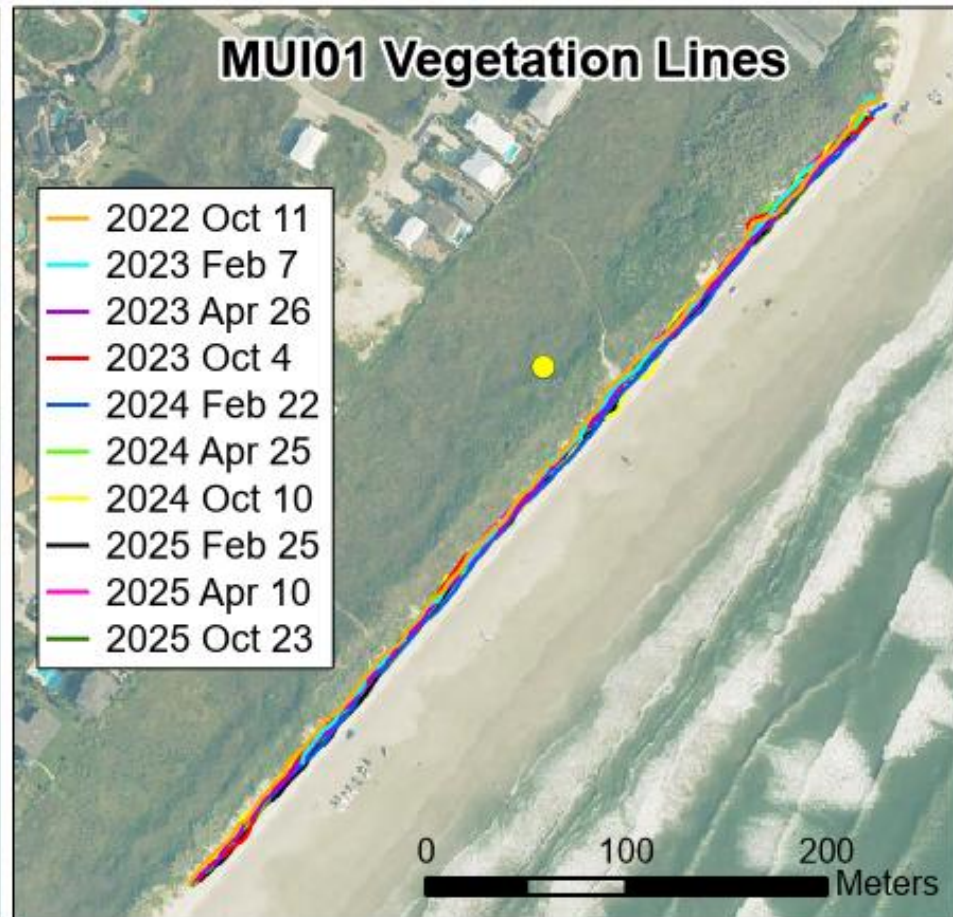 MUI01 Vegetation Lines
2022 Oct 11
2023 Feb 7
2023 Apr 26
2023 Oct 4
2024 Feb 22
2024 Apr 25
2024 Oct 10
2025 Feb 25
2025 Apr 10
2025 Oct 23
0 100 200
Meters